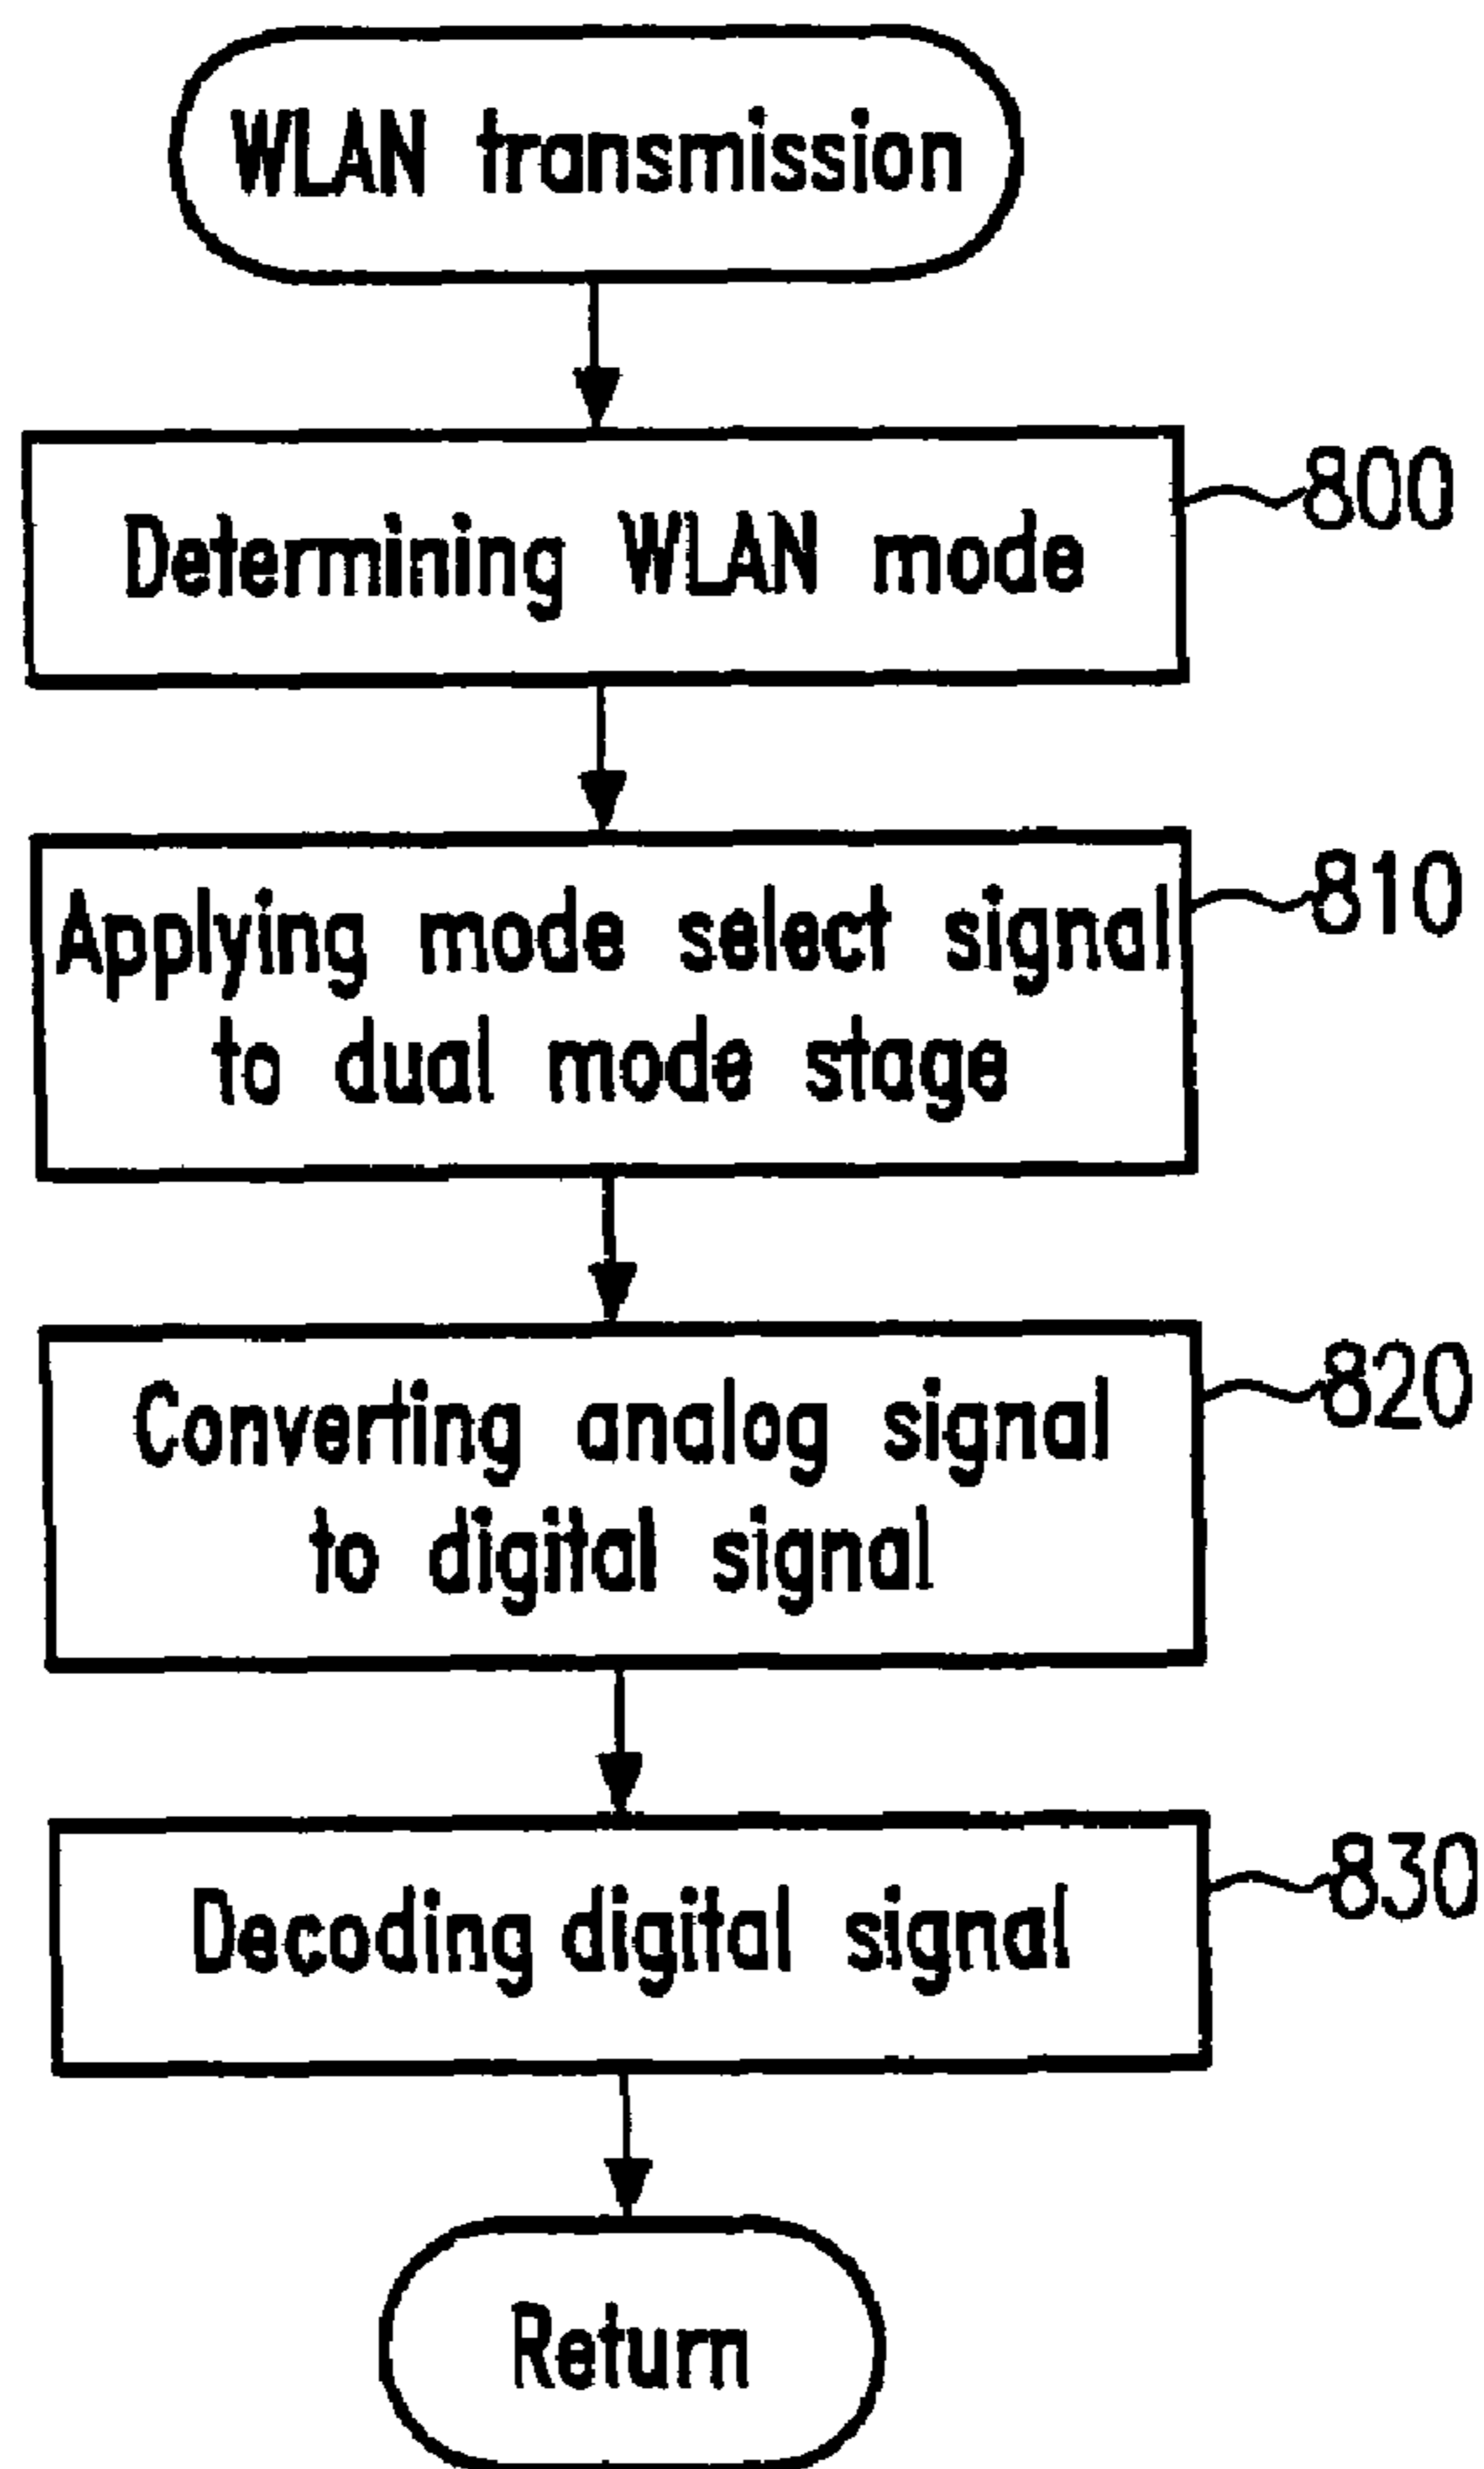 WLAN transmission
Determining WLAN mode
800
Applying mode select signal
to dual mode stage
810
Converting analog signal
to digital signal
820
Decoding digital signal
830
Return